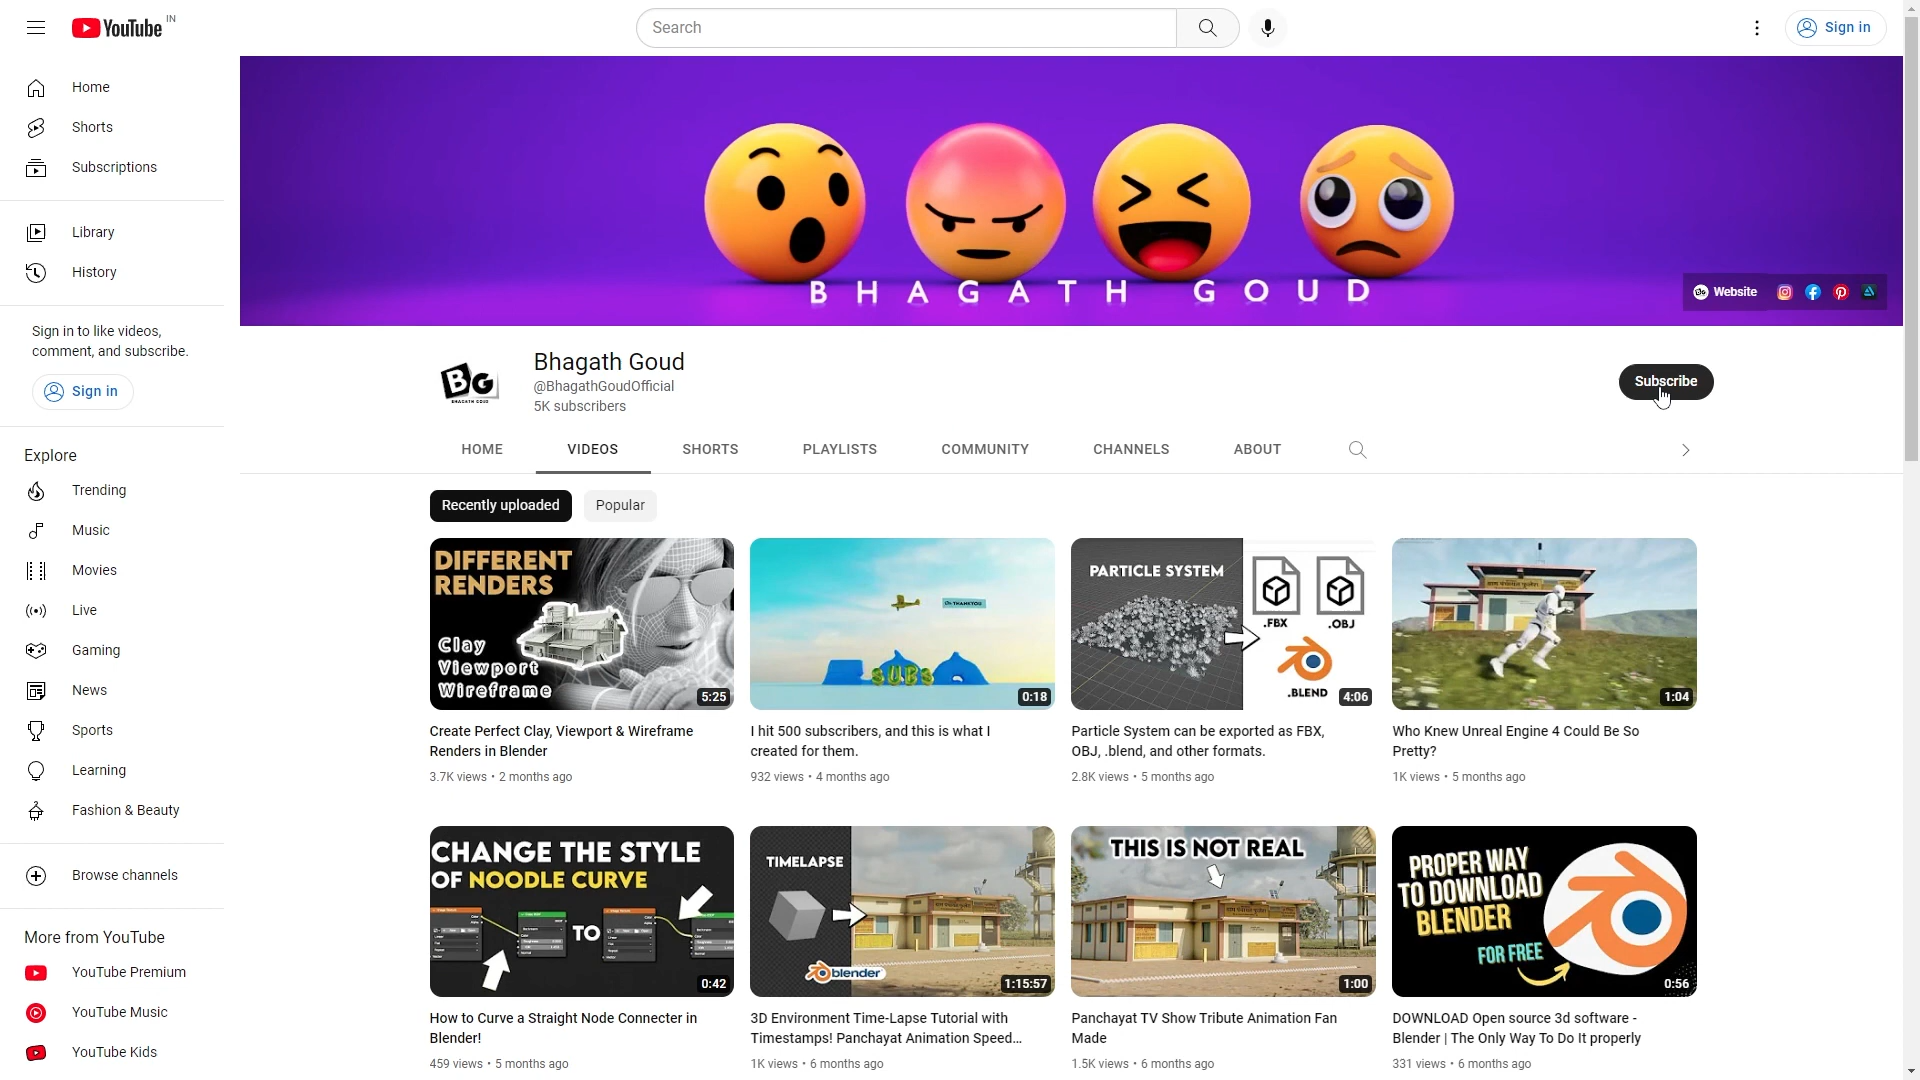 YouTube IN
Search
Sign in
Home
Shorts
Subscriptions
Library
History
Sign in to like videos,
comment, and subscribe.
Sign in
Explore
Trending
Music
Movies
Live
Gaming
News
Sports
Learning
Fashion & Beauty
Browse channels
More from YouTube
YouTube Premium
YouTube Music
YouTube Kids
BHAGATH GOUD
Website
BG
BHAGATH GOUD
Bhagath Goud
@BhagathGoudOfficial
5K subscribers
Subscribe
HOME VIDEOS SHORTS PLAYLISTS COMMUNITY CHANNELS ABOUT
Recently uploaded Popular
DIFFERENT
RENDERS
Clay
Viewport
Wireframe
5:25
Create Perfect Clay, Viewport & Wireframe
Renders in Blender
3.7K views • 2 months ago
THANKYOU
SUBS
0:18
I hit 500 subscribers, and this is what I
created for them.
932 views • 4 months ago
PARTICLE SYSTEM
.FBX .OBJ
.BLEND
4:06
Particle System can be exported as FBX,
OBJ, .blend, and other formats.
2.8K views • 5 months ago
1:04
Who Knew Unreal Engine 4 Could Be So
Pretty?
1K views • 5 months ago
CHANGE THE STYLE
OF NOODLE CURVE
TO
0:42
How to Curve a Straight Node Connecter in
Blender!
459 views • 5 months ago
TIMELAPSE
blender
1:15:57
3D Environment Time-Lapse Tutorial with
Timestamps! Panchayat Animation Speed...
1K views • 6 months ago
THIS IS NOT REAL
1:00
Panchayat TV Show Tribute Animation Fan
Made
1.5K views • 6 months ago
PROPER WAY
TO DOWNLOAD
BLENDER
FOR FREE
0:56
DOWNLOAD Open source 3d software -
Blender | The Only Way To Do It properly
331 views • 6 months ago